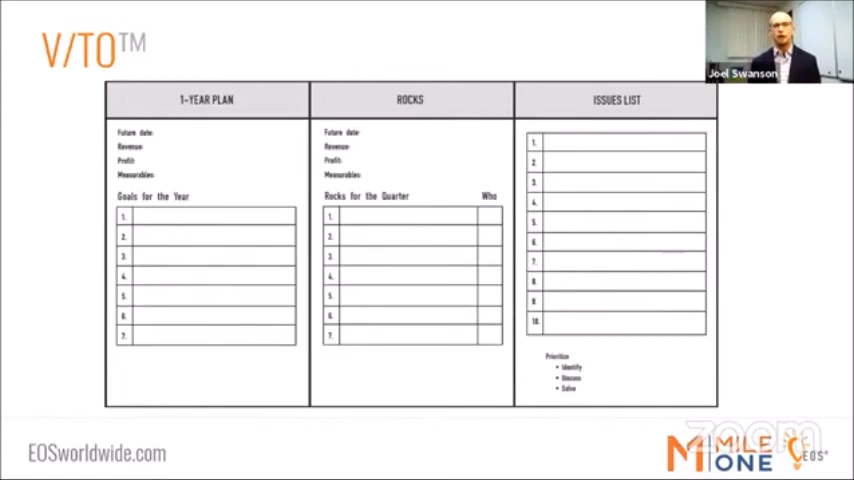 V/TO™
Joel Swanson
1-YEAR PLAN
Future date:
Revenue:
Profit:
Measurables:
Goals for the Year
1.
2.
3.
4.
5.
6.
7.
ROCKS
Future date:
Revenue:
Profit:
Measurables:
Rocks for the Quarter Who
1.
2.
3.
4.
5.
6.
7.
ISSUES LIST
1.
2.
3.
4.
5.
6.
7.
8.
9.
10.
Prioritize
• Identify
• Discuss
• Solve
EOSworldwide.com
MILE
ONE
EOS®
zoom